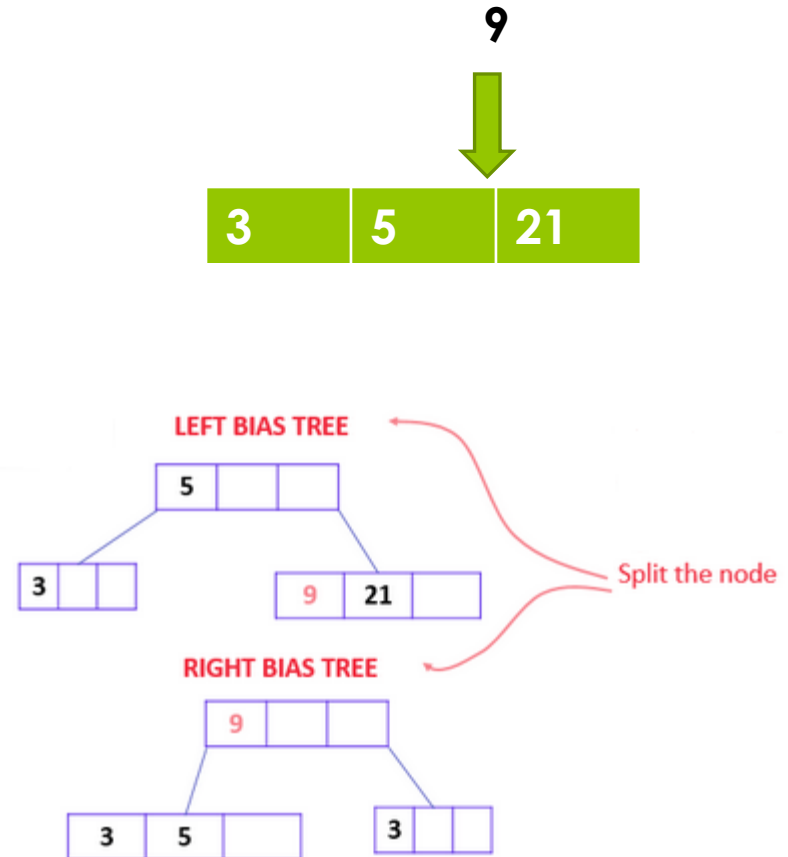 9
3 5 21
LEFT BIAS TREE
5
3
9 21
Split the node
RIGHT BIAS TREE
9
3 5
3